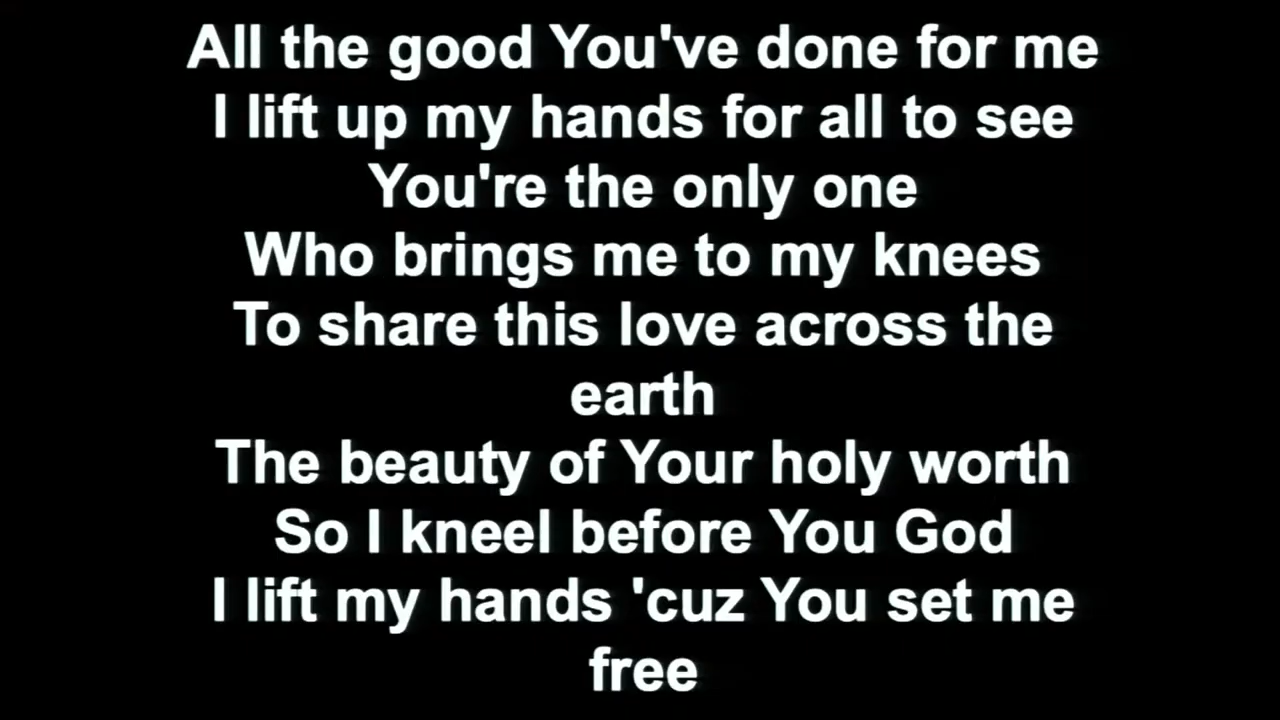 All the good You've done for me
I lift up my hands for all to see
You're the only one
Who brings me to my knees
To share this love across the
earth
The beauty of Your holy worth
So I kneel before You God
I lift my hands 'cuz You set me
free